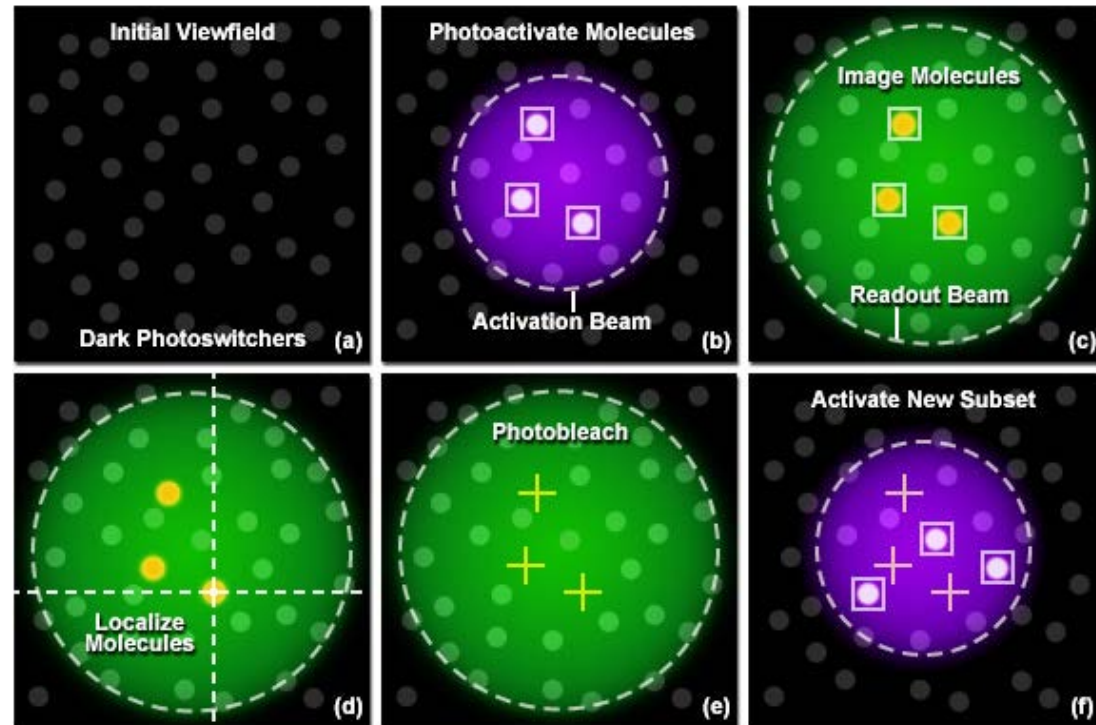 Initial Viewfield
Dark Photoswitchers
(a)
Photoactivate Molecules
Activation Beam
(b)
Image Molecules
Readout Beam
(c)
Localize
Molecules
(d)
Photobleach
(e)
Activate New Subset
(f)